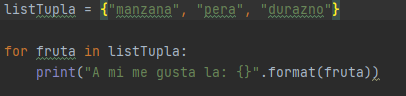 listTupla = {"manzana", "pera", "durazno"}
for fruta in listTupla:
    print("A mi me gusta la: {}".format(fruta))